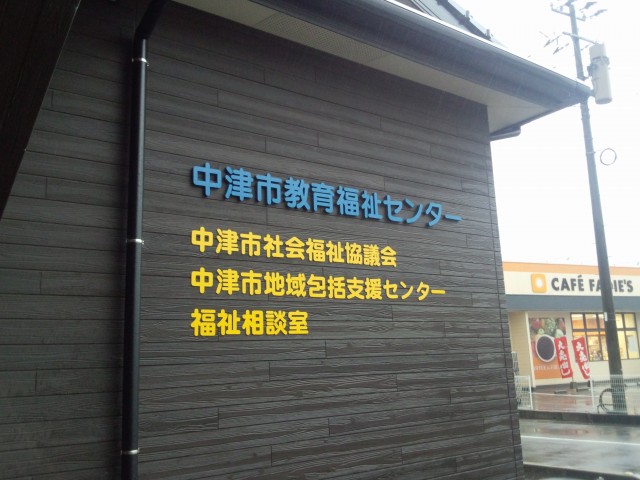 中津市教育福祉センター
中津市社会福祉協議会
中津市地域包括支援センター
福祉相談室
CAFÉ FADIE'S